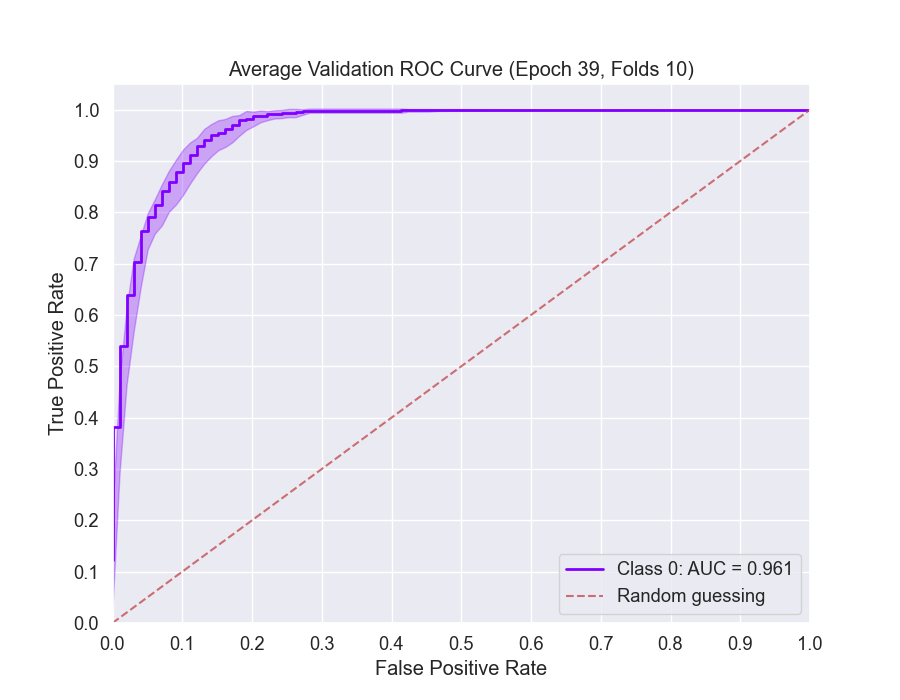 Average Validation ROC Curve (Epoch 39, Folds 10)
True Positive Rate
1.0
0.9
0.8
0.7
0.6
0.5
0.4
0.3
0.2
0.1
0.0
Class 0: AUC = 0.961
Random guessing
0.0 0.1 0.2 0.3 0.4 0.5 0.6 0.7 0.8 0.9 1.0
False Positive Rate